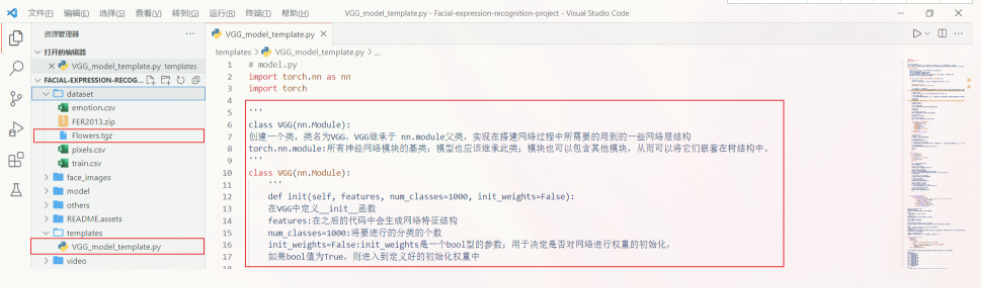 文件(F) 编辑(E) 选择(S) 查看(V) 转到(G) 运行(R) 终端(T) 帮助(H) VGG_model_template.py - Facial-expression-recognition-project - Visual Studio Code
资源管理器
打开的编辑器
VGG_model_template.py templates
FACIAL-EXPRESSION-RECOG...
dataset
emotion.csv
FER2013.zip
Flowers.tgz
pixels.csv
train.csv
face_images
model
others
README.assets
templates
VGG_model_template.py
video
VGG_model_template.py
templates > VGG_model_template.py > ...
1 # model.py
2 import torch.nn as nn
3 import torch
4
5 '''
6 class VGG(nn.Module):
7 创建一个类，类名为VGG，VGG继承于 nn.module父类，实现在搭建网络过程中所需要的用到的一些网络层结构
8 torch.nn.module:所有神经网络模块的基类；模型也应该继承此类；模块也可以包含其他模块，从而可以将它们嵌套在树结构中。
9 '''
10 class VGG(nn.Module):
11 '''
12 def init(self, features, num_classes=1000, init_weights=False):
13 在VGG中定义__init__函数
14 features:在之后的代码中会生成网络特征结构
15 num_classes=1000:将要进行的分类的个数
16 init_weights=False:init_weights是一个bool型的参数；用于决定是否对网络进行权重的初始化，
17 如果bool值为True，则进入到定义好的初始化权重中
18